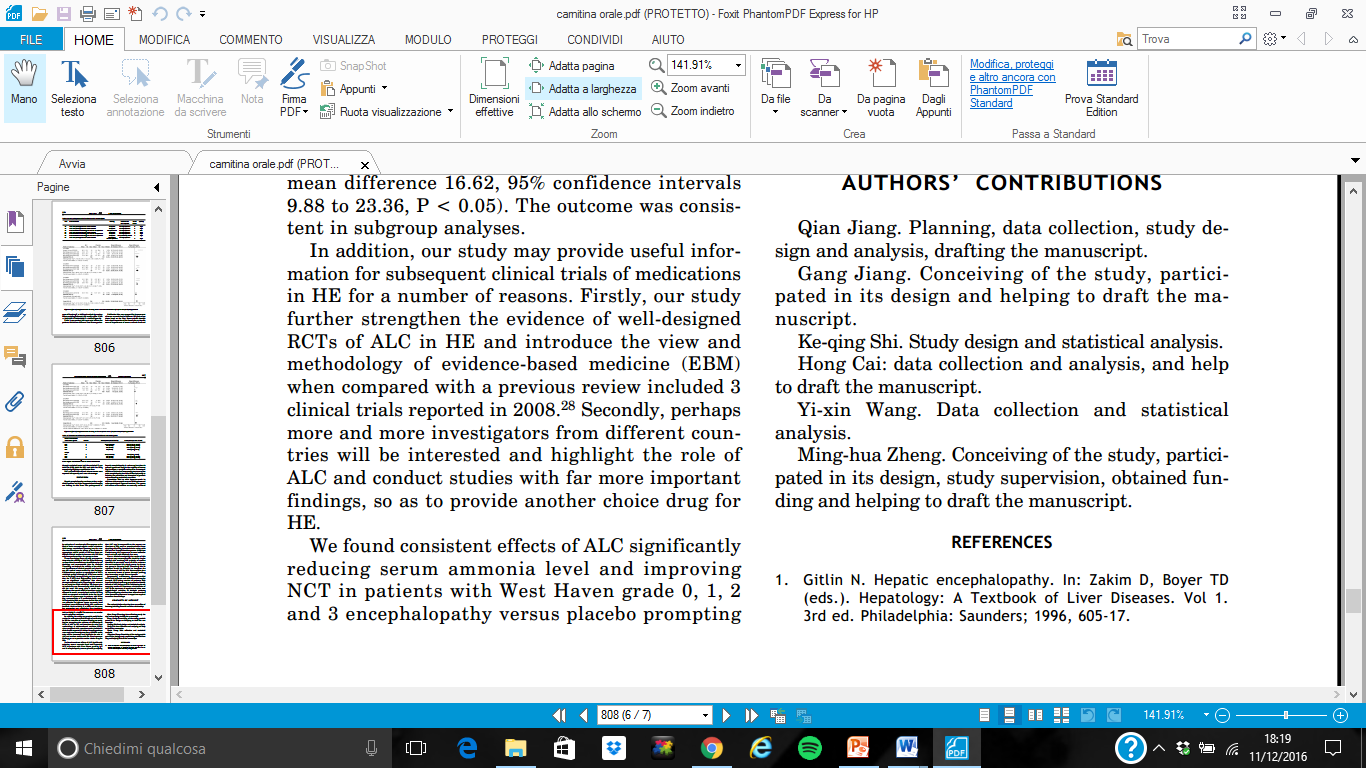 carnitina orale.pdf (PROTETTO) - Foxit PhantomPDF Express for HP
FILE
HOME
MODIFICA
COMMENTO
VISUALIZZA
MODULO
PROTEGGI
CONDIVIDI
AIUTO
Trova
Mano
Seleziona
testo
Seleziona
annotazione
Macchina
da scrivere
Nota
Firma
PDF
SnapShot
Appunti
Ruota visualizzazione
Strumenti
Dimensioni
effettive
Adatta pagina
Adatta a larghezza
Adatta allo schermo
141.91%
Zoom avanti
Zoom indietro
Zoom
Da file
Da
scanner
Da pagina
vuota
Dagli
Appunti
Crea
Modifica, proteggi
e altro ancora con
PhantomPDF
Standard
Prova Standard
Edition
Passa a Standard
Avvia
carnitina orale.pdf (PROT...
Pagine
806
807
808
mean difference 16.62, 95% confidence intervals
9.88 to 23.36, P < 0.05). The outcome was consis-
tent in subgroup analyses.
In addition, our study may provide useful infor-
mation for subsequent clinical trials of medications
in HE for a number of reasons. Firstly, our study
further strengthen the evidence of well-designed
RCTs of ALC in HE and introduce the view and
methodology of evidence-based medicine (EBM)
when compared with a previous review included 3
clinical trials reported in 2008.28 Secondly, perhaps
more and more investigators from different coun-
tries will be interested and highlight the role of
ALC and conduct studies with far more important
findings, so as to provide another choice drug for
HE.
We found consistent effects of ALC significantly
reducing serum ammonia level and improving
NCT in patients with West Haven grade 0, 1, 2
and 3 encephalopathy versus placebo prompting
AUTHORS' CONTRIBUTIONS
Qian Jiang. Planning, data collection, study de-
sign and analysis, drafting the manuscript.
Gang Jiang. Conceiving of the study, partici-
pated in its design and helping to draft the ma-
nuscript.
Ke-qing Shi. Study design and statistical analysis.
Hong Cai: data collection and analysis, and help
to draft the manuscript.
Yi-xin Wang. Data collection and statistical
analysis.
Ming-hua Zheng. Conceiving of the study, partici-
pated in its design, study supervision, obtained fun-
ding and helping to draft the manuscript.
REFERENCES
1. Gitlin N. Hepatic encephalopathy. In: Zakim D, Boyer TD
(eds.). Hepatology: A Textbook of Liver Diseases. Vol 1.
3rd ed. Philadelphia: Saunders; 1996, 605-17.
808 (6 / 7)
141.91%
Chiedimi qualcosa
18:19
11/12/2016